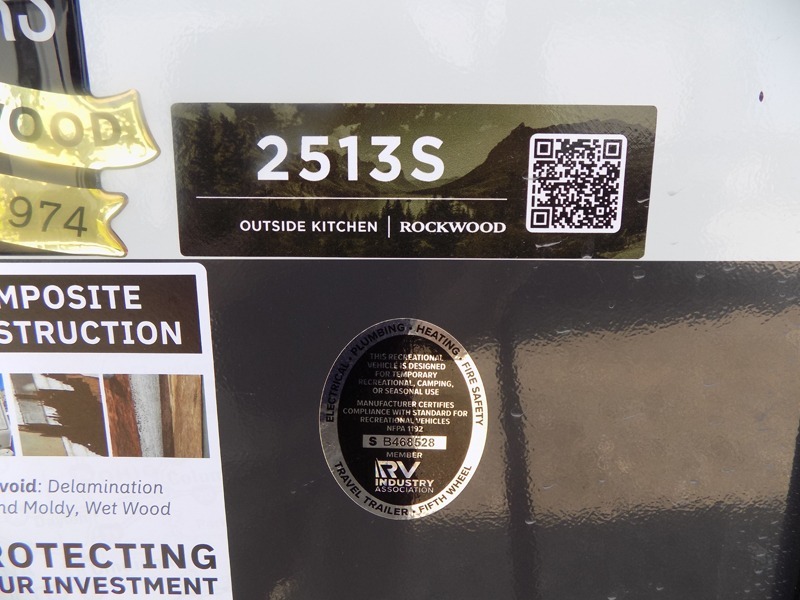 OOD
974
2513S
OUTSIDE KITCHEN | ROCKWOOD
MPOSITE
STRUCTION
void: Delamination
nd Moldy, Wet Wood
ROTECTING
UR INVESTMENT
ELECTRICAL • PLUMBING • HEATING • FIRE SAFETY
THIS RECREATIONAL
VEHICLE IS DESIGNED
FOR TEMPORARY
RECREATIONAL, CAMPING,
OR SEASONAL USE
MANUFACTURER CERTIFIES
COMPLIANCE WITH STANDARD FOR
RECREATIONAL VEHICLES
NFPA 1192
S B468528
MEMBER
RV
INDUSTRY
ASSOCIATION
TRAVEL TRAILER • FIFTH WHEEL